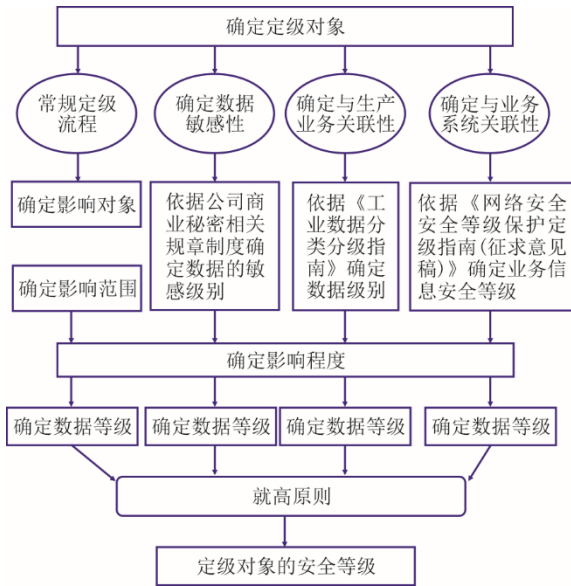 确定定级对象
常规定级
流程
确定数据
敏感性
确定与生产
业务关联性
确定与业务
系统关联性
确定影响对象
确定影响范围
依据公司商
业秘密相关
规章制度确
定数据的敏
感级别
依据《工
业数据分
类分级指
南》确定
数据级别
依据《网络安全
安全等级保护定
级指南(征求意见
稿)》确定业务信
息安全等级
确定影响程度
确定数据等级
确定数据等级
确定数据等级
确定数据等级
就高原则
定级对象的安全等级